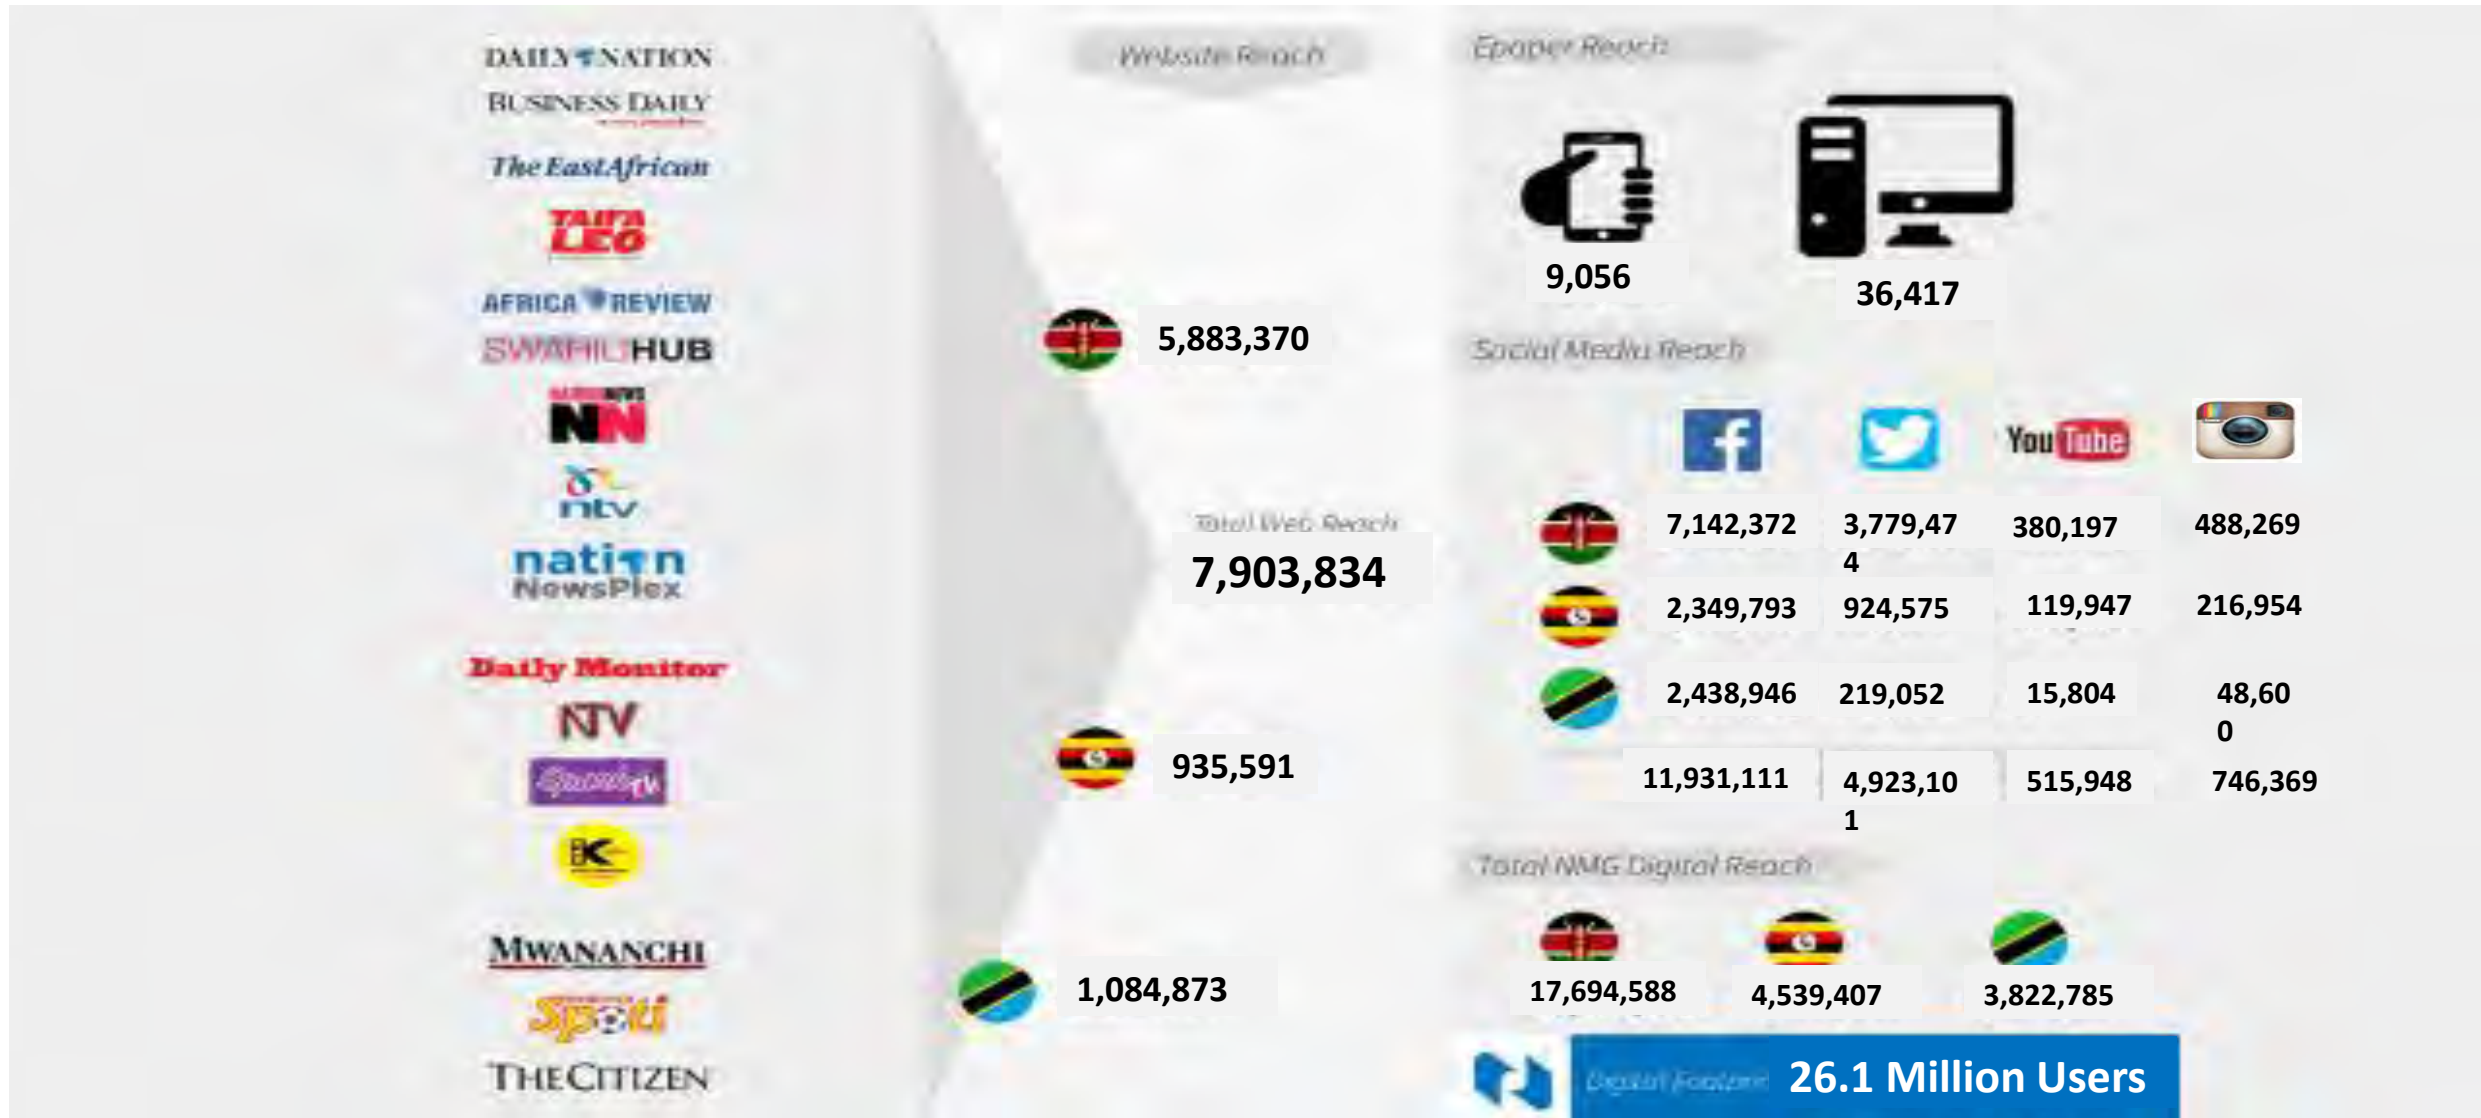 DAILY NATION
BUSINESS DAILY
The EastAfrican
TAIFA
LEO
AFRICA REVIEW
SWAHILI HUB
NN
ntv
nation
NewsPlex
Daily Monitor
NTV
MWANANCHI
Spoti
THE CITIZEN
Website Reach
5,883,370
Total Web Reach
7,903,834
935,591
1,084,873
Epaper Reach
9,056
36,417
Social Media Reach
f
You Tube
7,142,372 3,779,47 380,197 488,269
4
2,349,793 924,575 119,947 216,954
2,438,946 219,052 15,804 48,60
0
11,931,111 4,923,10 515,948 746,369
1
Total NMG Digital Reach
17,694,588 4,539,407 3,822,785
Digital 26.1 Million Users